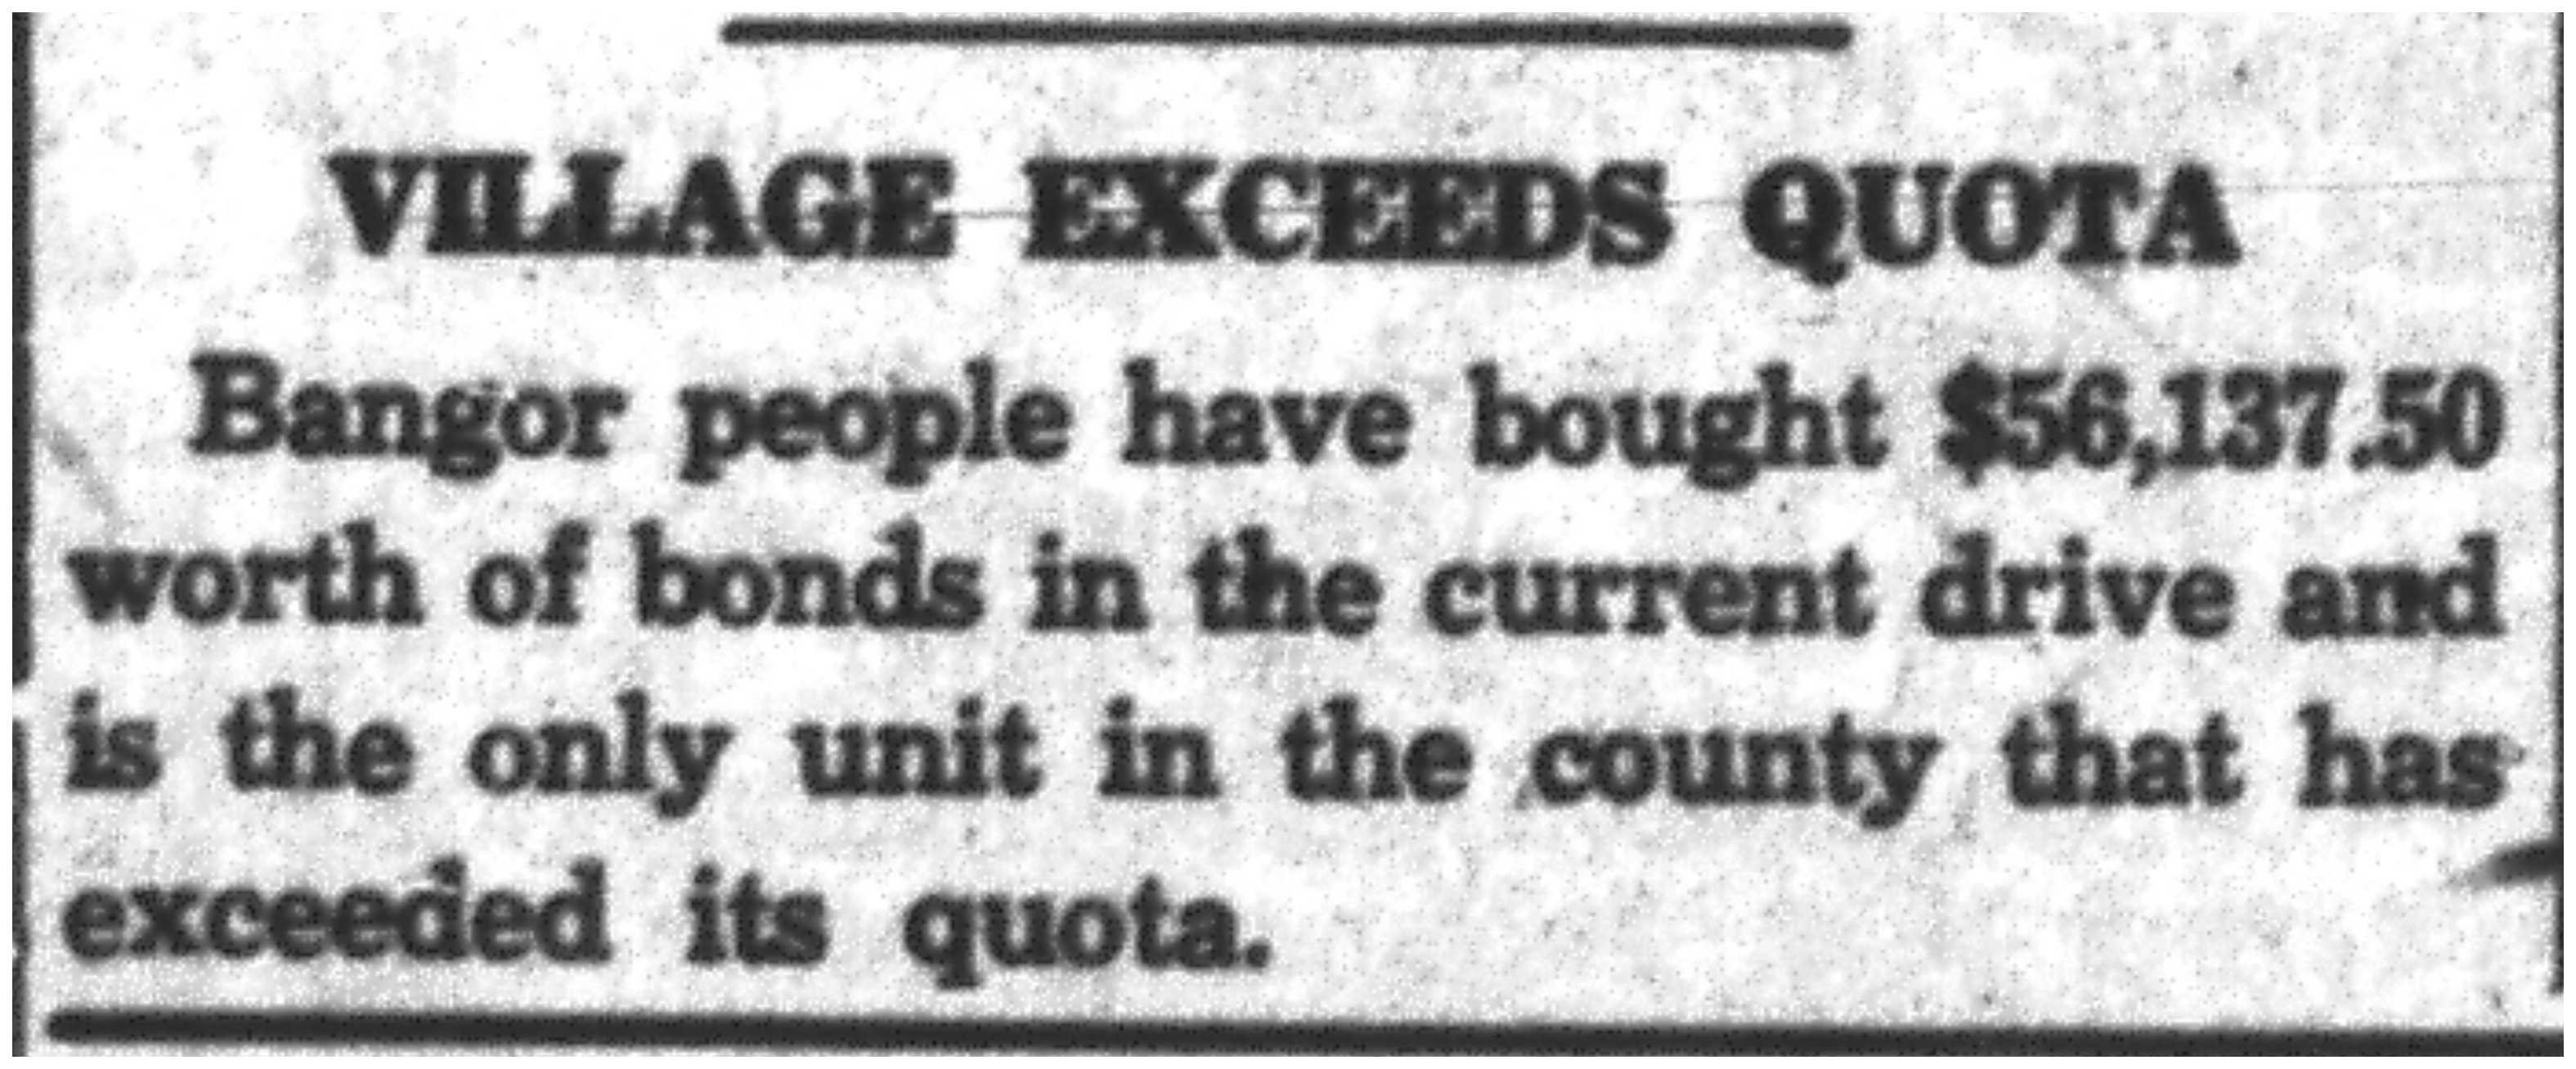 VILLAGE EXCEEDS QUOTA
Bangor people have bought $56,137.50
worth of bonds in the current drive and
is the only unit in the county that has
exceeded its quota.